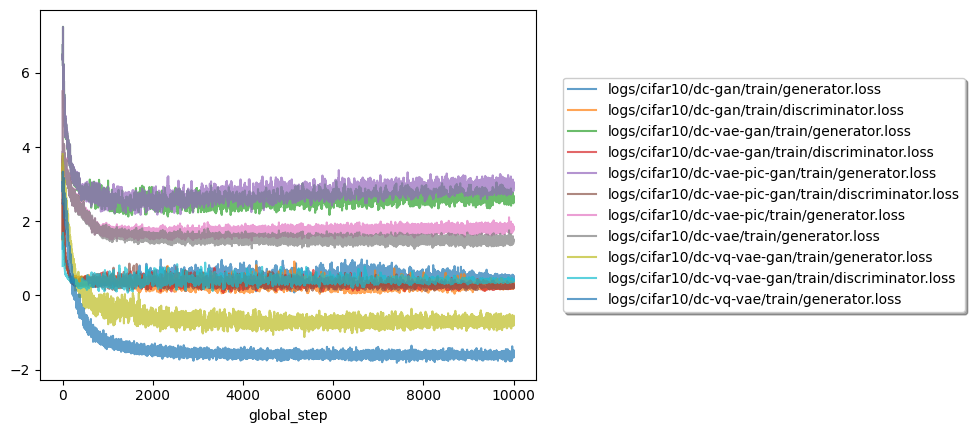 6
4
2
0
−2
0
2000
4000
6000
8000
10000
global_step
logs/cifar10/dc-gan/train/generator.loss
logs/cifar10/dc-gan/train/discriminator.loss
logs/cifar10/dc-vae-gan/train/generator.loss
logs/cifar10/dc-vae-gan/train/discriminator.loss
logs/cifar10/dc-vae-pic-gan/train/generator.loss
logs/cifar10/dc-vae-pic-gan/train/discriminator.loss
logs/cifar10/dc-vae-pic/train/generator.loss
logs/cifar10/dc-vae/train/generator.loss
logs/cifar10/dc-vq-vae-gan/train/generator.loss
logs/cifar10/dc-vq-vae-gan/train/discriminator.loss
logs/cifar10/dc-vq-vae/train/generator.loss